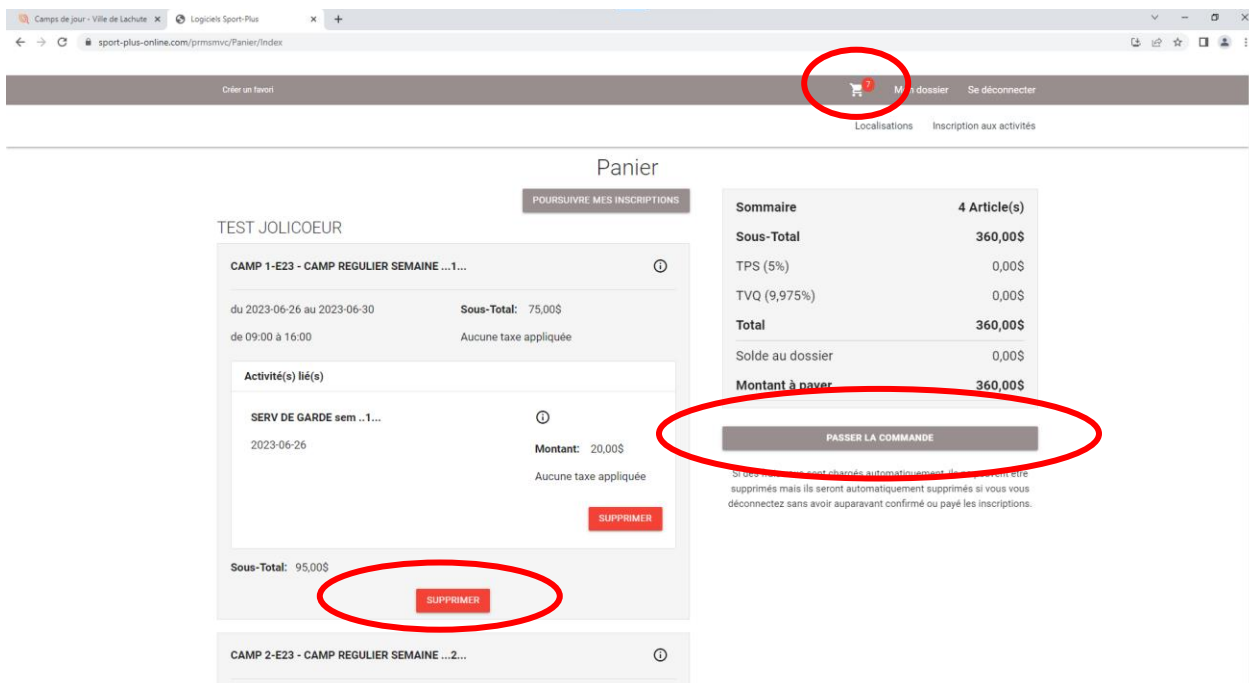 Camps de jour - Ville de Lachute
Logiciels Sport-Plus
sport-plus-online.com/prmsmvc/Panier/Index
Créer un favori
7
dossier
Se déconnecter
Localisations
Inscription aux activités
Panier
POURSUIVRE MES INSCRIPTIONS
TEST JOLICOEUR
CAMP 1-E23 - CAMP REGULIER SEMAINE ...1...
du 2023-06-26 au 2023-06-30
Sous-Total: 75,00$
de 09:00 à 16:00
Aucune taxe appliquée
Activité(s) lié(s)
SERV DE GARDE sem ..1...
2023-06-26
Montant: 20,00$
Aucune taxe appliquée
SUPPRIMER
Sous-Total: 95,00$
SUPPRIMER
CAMP 2-E23 - CAMP REGULIER SEMAINE ...2...
Sommaire 4 Article(s)
Sous-Total 360,00$
TPS (5%) 0,00$
TVQ (9,975%) 0,00$
Total 360,00$
Solde au dossier 0,00$
Montant à payer 360,00$
PASSER LA COMMANDE
sont chargés automatiquement, être
supprimés mais ils seront automatiquement supprimés si vous vous
déconnectez sans avoir auparavant confirmé ou payé les inscriptions.